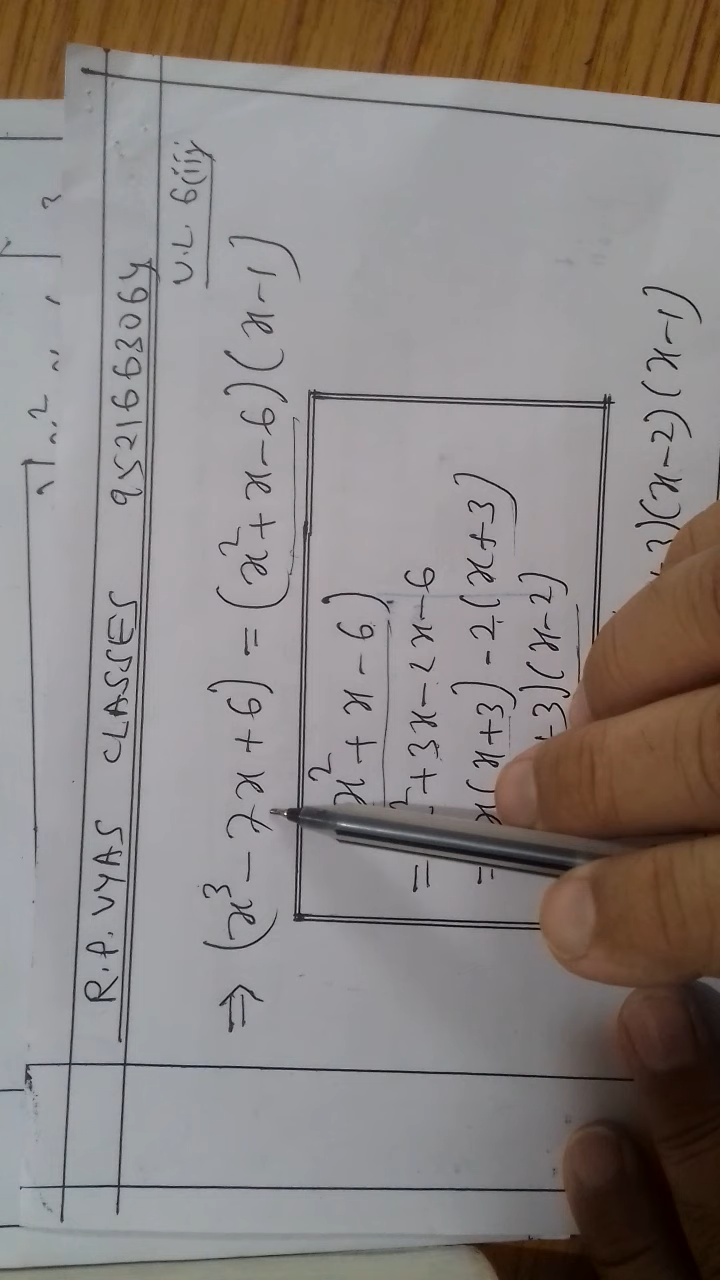 R.P. VYAS CLASSES 9521663064
V.L. 6(iii)
⇒ (x³ - 7x + 6) = (x² + x - 6)(x - 1)
x² + x - 6)
= ² + 3x - 2x - 6
= x(x + 3) - 2(x + 3)
+ 3)(x - 2)
+ 3)(x - 2)(x - 1)